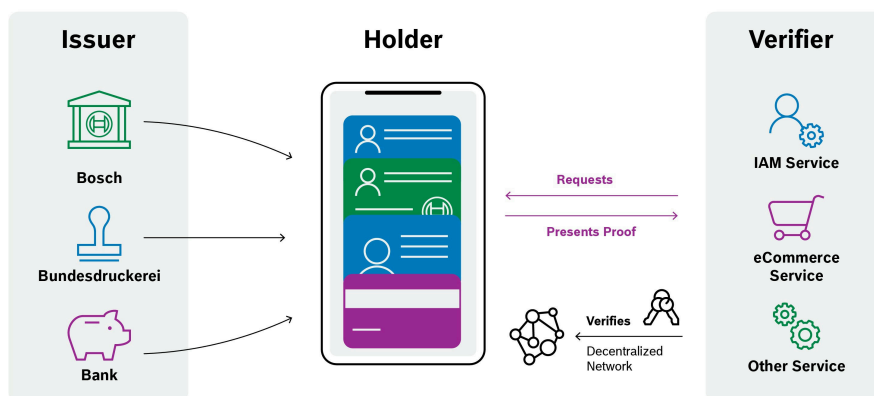 Issuer
Holder
Verifier
Bosch
Bundesdruckerei
Bank
Requests
Presents Proof
Verifies
Decentralized
Network
IAM Service
eCommerce
Service
Other Service